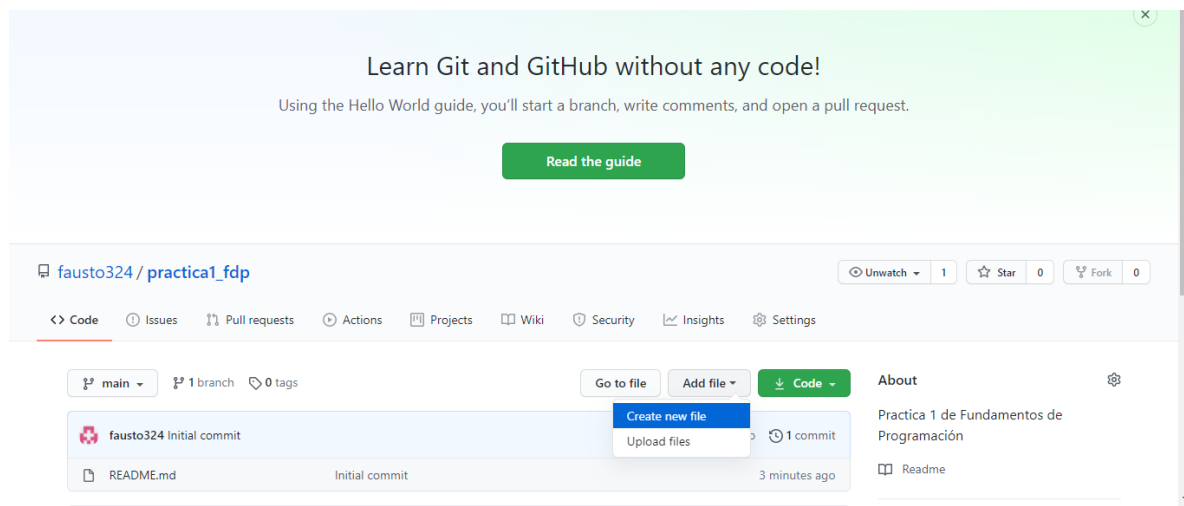 Learn Git and GitHub without any code!
Using the Hello World guide, you'll start a branch, write comments, and open a pull request.
Read the guide
fausto324 / practica1_fdp
Unwatch 1 Star 0 Fork 0
Code Issues Pull requests Actions Projects Wiki Security Insights Settings
main 1 branch 0 tags Go to file Add file Code
Create new file
Upload files
fausto324 Initial commit 1 commit
README.md Initial commit 3 minutes ago
About
Practica 1 de Fundamentos de
Programación
Readme